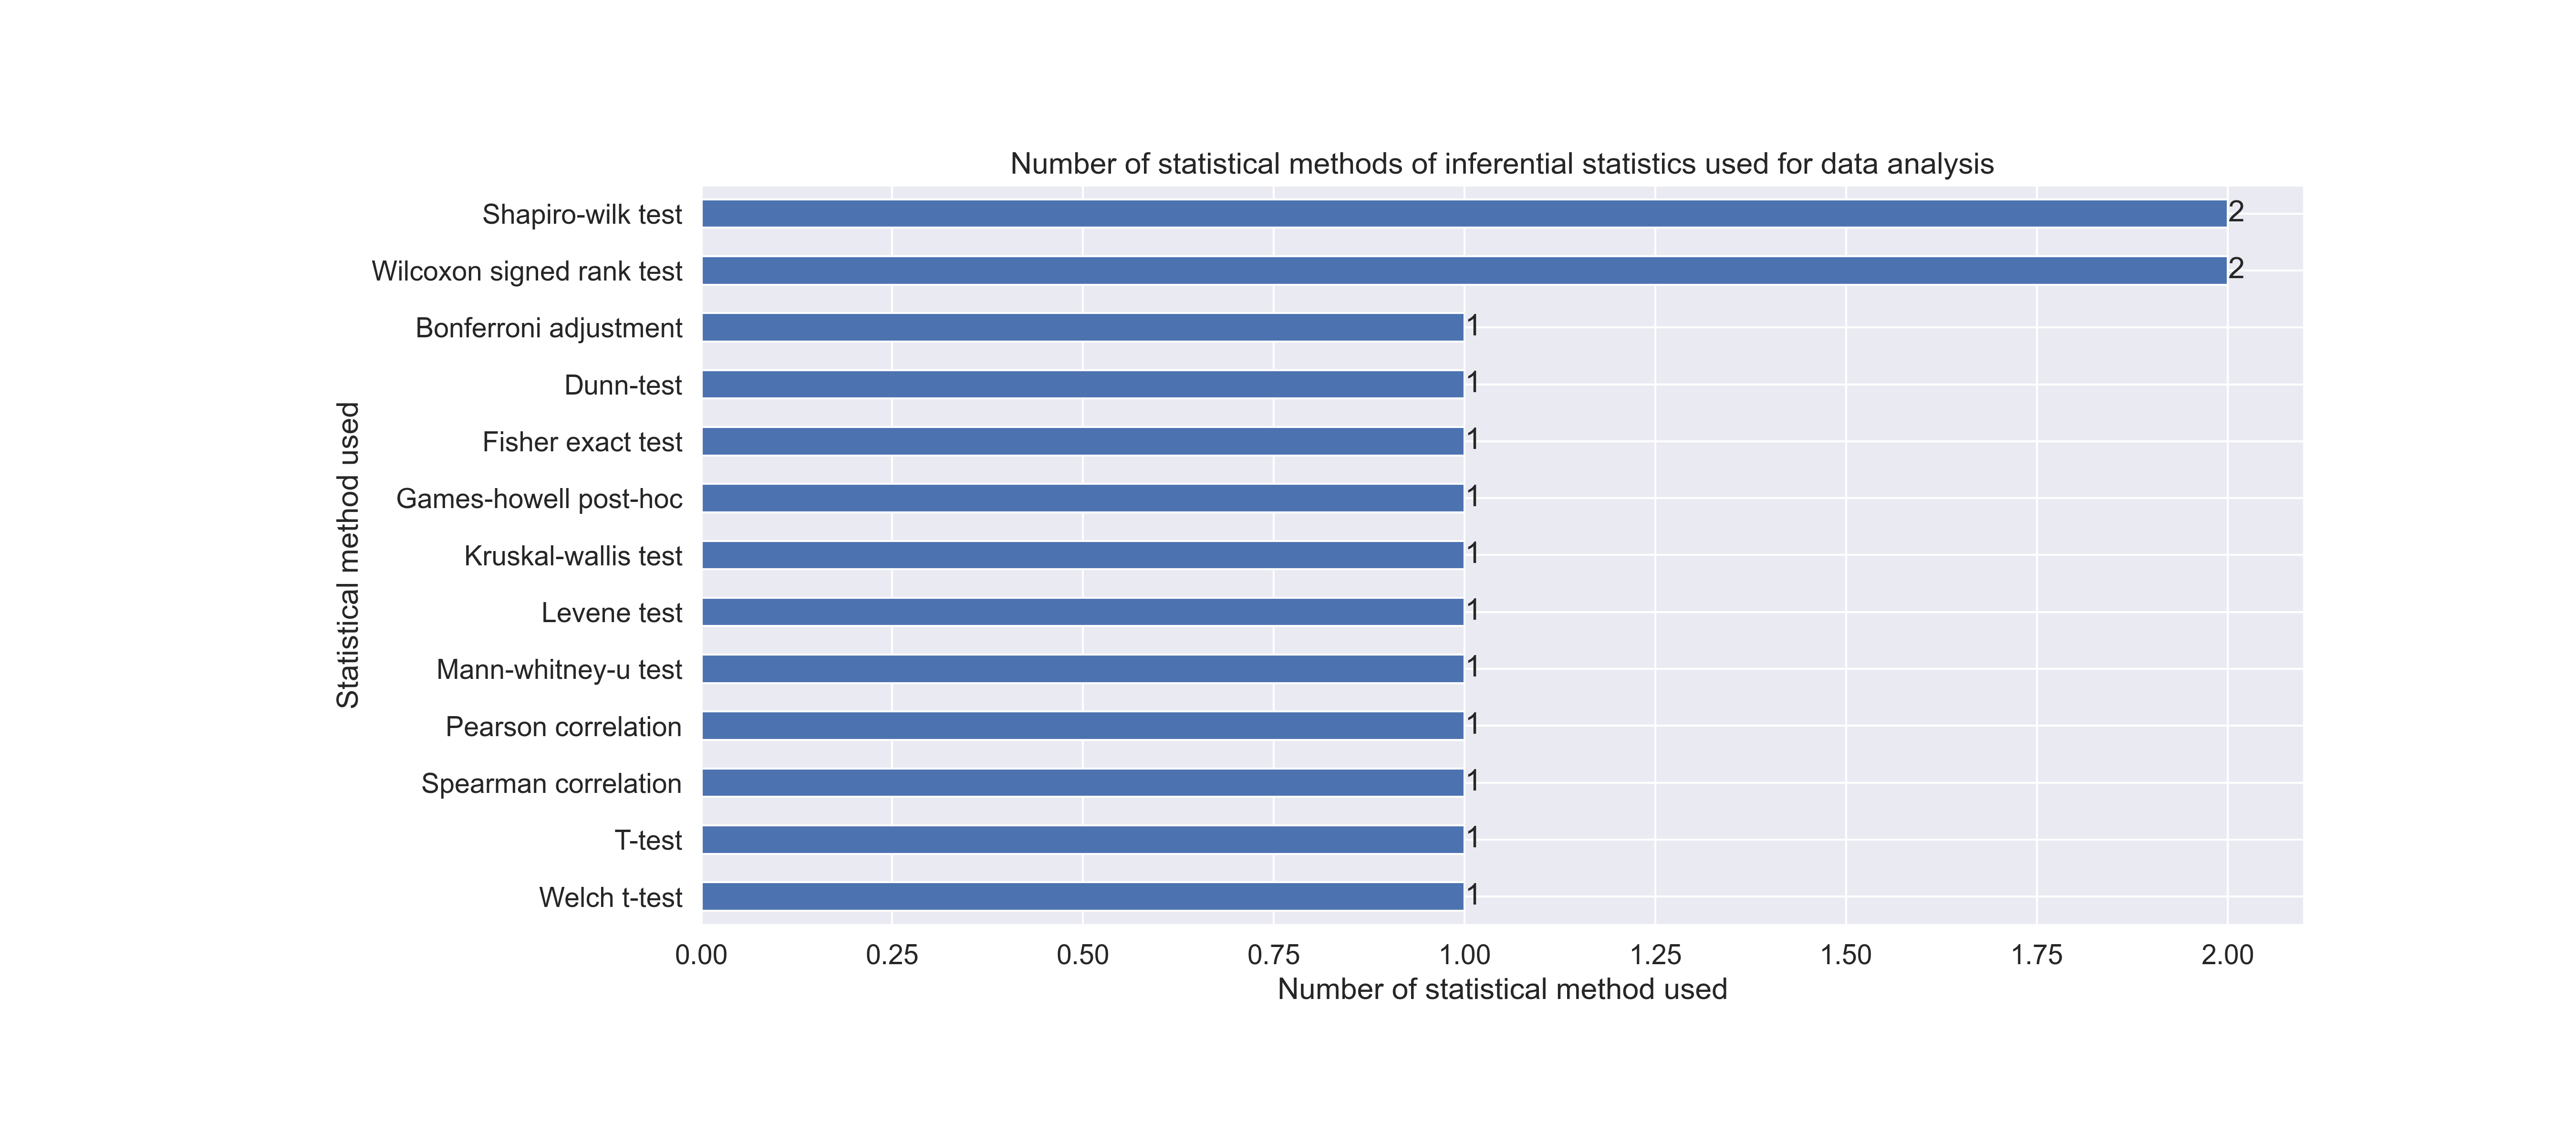 Number of statistical methods of inferential statistics used for data analysis
Statistical method used
Shapiro-wilk test 2
Wilcoxon signed rank test 2
Bonferroni adjustment 1
Dunn-test 1
Fisher exact test 1
Games-howell post-hoc 1
Kruskal-wallis test 1
Levene test 1
Mann-whitney-u test 1
Pearson correlation 1
Spearman correlation 1
T-test 1
Welch t-test 1
0.00 0.25 0.50 0.75 1.00 1.25 1.50 1.75 2.00
Number of statistical method used